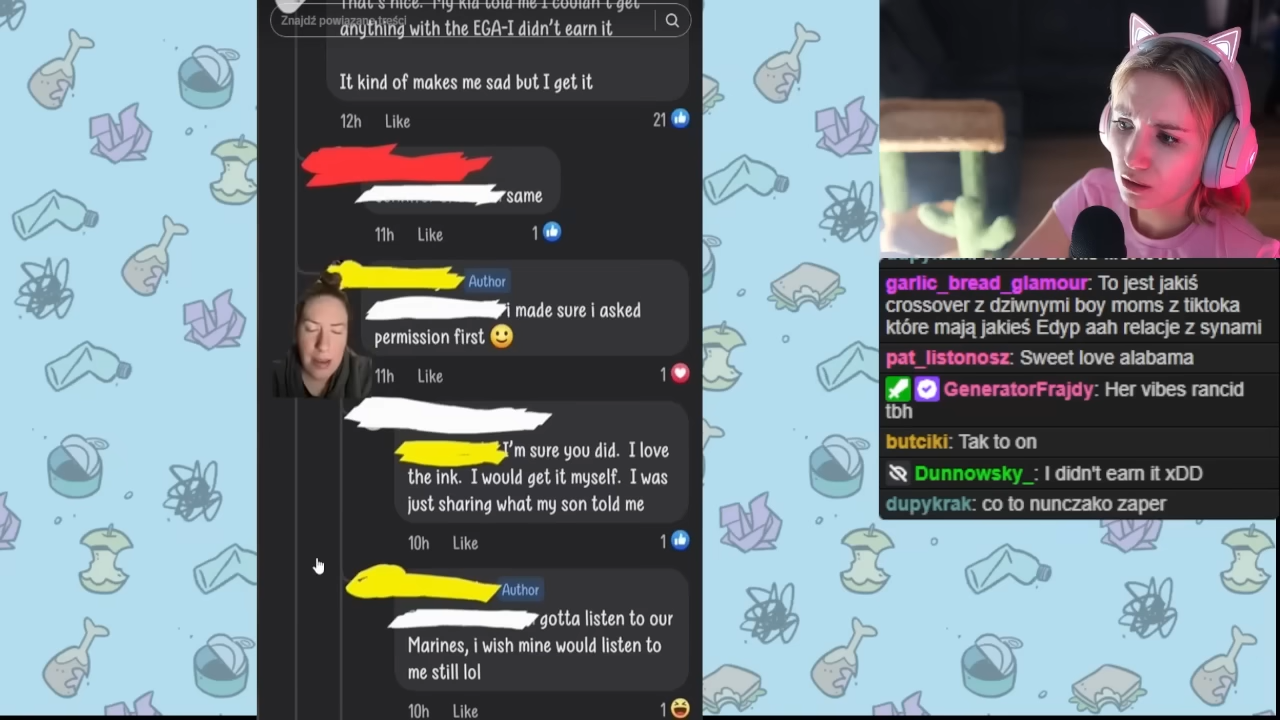 That's nice. My kid told me I couldn't get
Znajdź powiązane treści
anything with the EGA-I didn't earn it
It kind of makes me sad but I get it
12h Like 21
same
11h Like 1
Author
i made sure i asked
permission first
11h Like 1
I'm sure you did. I love
the ink. I would get it myself. I was
just sharing what my son told me
10h Like 1
Author
gotta listen to our
Marines, i wish mine would listen to
me still lol
10h Like 1
garlic_bread_glamour: To jest jakiś
crossover z dziwnymi boy moms z tiktoka
które mają jakieś Edyp aah relacje z synami
pat_listonosz: Sweet love alabama
GeneratorFrajdy: Her vibes rancid
tbh
butciki: Tak to on
Dunnowsky_: I didn't earn it xDD
dupykrak: co to nunczako zaper